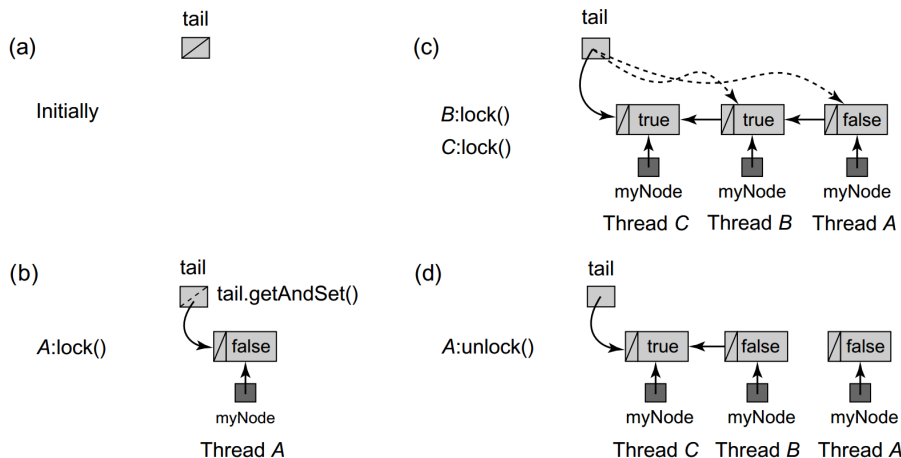 (a)
tail
Initially
(b)
tail
tail.getAndSet()
A:lock()
false
myNode
Thread A
(c)
tail
B:lock()
C:lock()
true
true
false
myNode
myNode
myNode
Thread C
Thread B
Thread A
(d)
tail
A:unlock()
true
false
false
myNode
myNode
myNode
Thread C
Thread B
Thread A